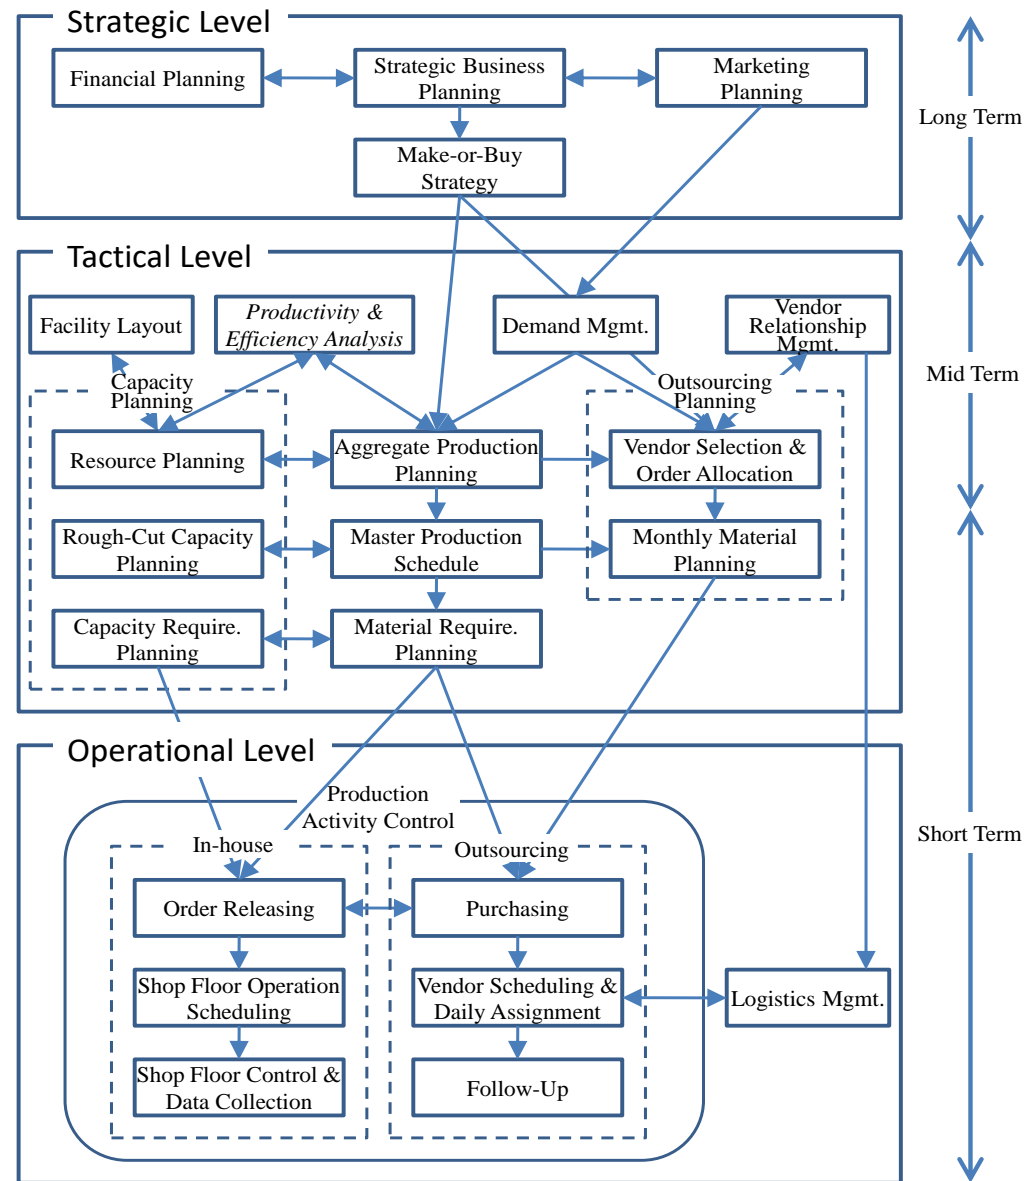 Strategic Level
Financial Planning
Strategic Business
Planning
Marketing
Planning
Long Term
Make-or-Buy
Strategy
Tactical Level
Facility Layout
Productivity &
Efficiency Analysis
Demand Mgmt.
Vendor
Relationship
Mgmt.
Mid Term
Capacity
Planning
Outsourcing
Planning
Resource Planning
Aggregate Production
Planning
Vendor Selection &
Order Allocation
Rough-Cut Capacity
Planning
Master Production
Schedule
Monthly Material
Planning
Capacity Require.
Planning
Material Require.
Planning
Operational Level
Production
Activity Control
Short Term
In-house
Outsourcing
Order Releasing
Purchasing
Shop Floor Operation
Scheduling
Vendor Scheduling &
Daily Assignment
Logistics Mgmt.
Shop Floor Control &
Data Collection
Follow-Up